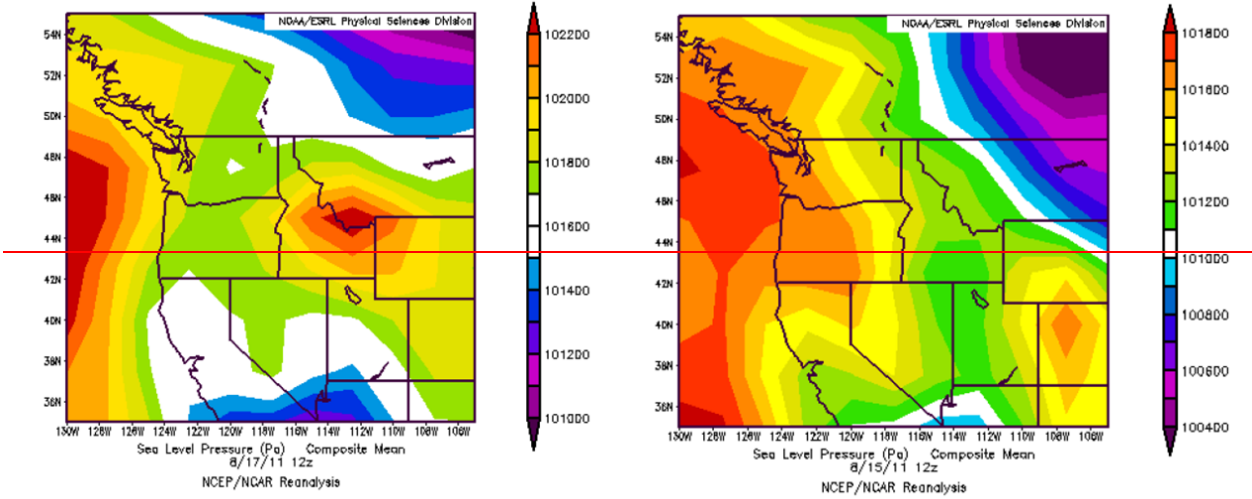 NOAA/ESRL Physical Sciences Division
54N
52N
50N
48N
46N
44N
42N
40N
38N
36N
130W 128W 126W 124W 122W 120W 118W 116W 114W 112W 110W 108W 106W
102200
102000
101800
101600
101400
101200
101000
Sea Level Pressure (Pa) Composite Mean
8/17/11 12z
NCEP/NCAR Reanalysis
NOAA/ESRL Physical Sciences Division
54N
52N
50N
48N
46N
44N
42N
40N
38N
36N
130W 128W 126W 124W 122W 120W 118W 116W 114W 112W 110W 108W 106W
101800
101600
101400
101200
101000
100800
100600
100400
Sea Level Pressure (Pa) Composite Mean
8/15/11 12z
NCEP/NCAR Reanalysis